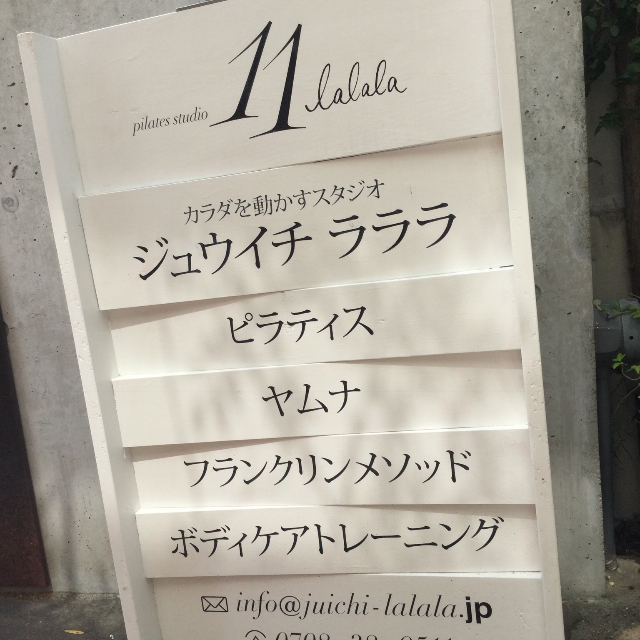 pilates studio 11 lalala
カラダを動かすスタジオ
ジュウイチ ラララ
ピラティス
ヤムナ
フランクリンメソッド
ボディケアトレーニング
info@juichi-lalala.jp